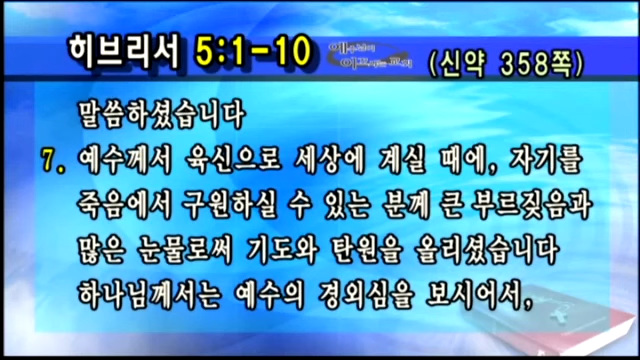 히브리서 5:1-10 (신약 358쪽)
말씀하셨습니다
7. 예수께서 육신으로 세상에 계실 때에, 자기를
죽음에서 구원하실 수 있는 분께 큰 부르짖음과
많은 눈물로써 기도와 탄원을 올리셨습니다
하나님께서는 예수의 경외심을 보시어서,